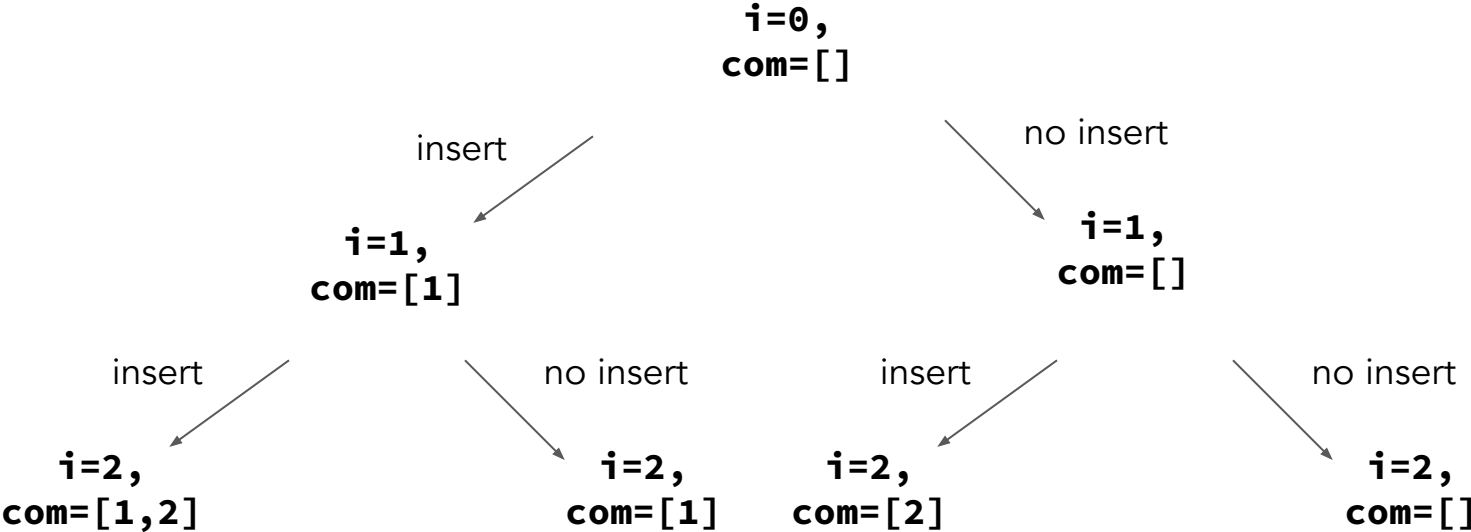 i=0,
com=[]
insert
no insert
i=1,
com=[1]
i=1,
com=[]
insert
no insert
insert
no insert
i=2,
com=[1,2]
i=2,
com=[1]
i=2,
com=[2]
i=2,
com=[]